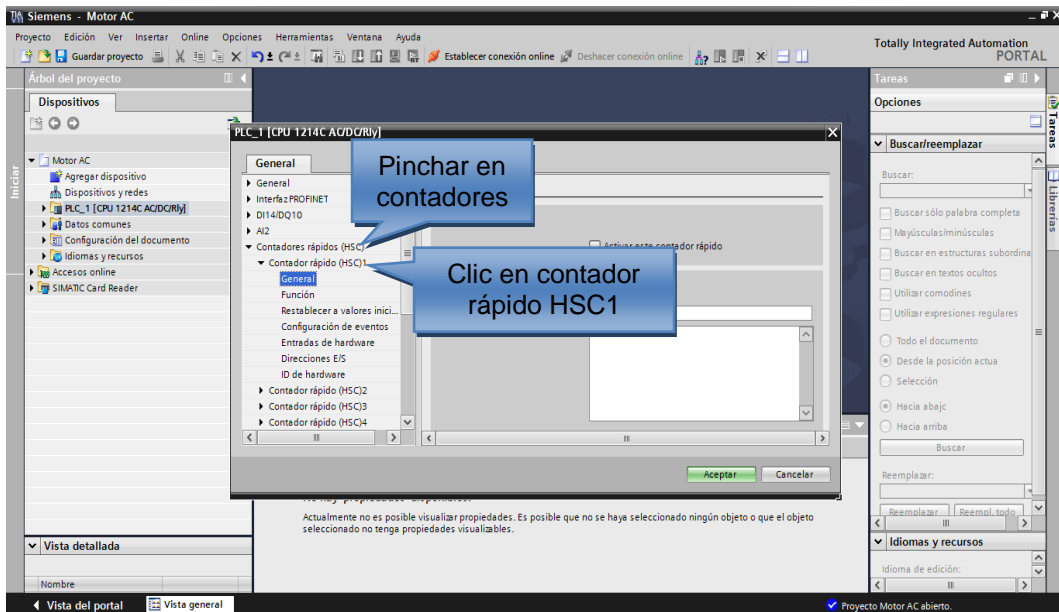 Siemens - Motor AC
Proyecto Edición Ver Insertar Online Opciones Herramientas Ventana Ayuda
Guardar proyecto
Establecer conexión online
Deshacer conexión online
Totally Integrated Automation
PORTAL
Iniciar
Árbol del proyecto
Dispositivos
Motor AC
Agregar dispositivo
Dispositivos y redes
PLC_1 [CPU 1214C AC/DC/Rly]
Datos comunes
Configuración del documento
Idiomas y recursos
Accesos online
SIMATIC Card Reader
Vista detallada
Nombre
PLC_1 [CPU 1214C AC/DC/Rly]
General
General
Interfaz PROFINET
DI14/DQ10
AI2
Contadores rápidos (HSC)
Contador rápido (HSC)1
General
Función
Restablecer a valores inici...
Configuración de eventos
Entradas de hardware
Direcciones E/S
ID de hardware
Contador rápido (HSC)2
Contador rápido (HSC)3
Contador rápido (HSC)4
Pinchar en
contadores
Activar este contador rápido
Clic en contador
rápido HSC1
Aceptar
Cancelar
No hay propiedades disponibles.
Actualmente no es posible visualizar propiedades. Es posible que no se haya seleccionado ningún objeto o que el objeto
seleccionado no tenga propiedades visualizables.
Tareas
Opciones
Buscar/reemplazar
Buscar:
Buscar sólo palabra completa
Mayúsculas/minúsculas
Buscar en estructuras subordina
Buscar en textos ocultos
Utilizar comodines
Utilizar expresiones regulares
Todo el documento
Desde la posición actua
Selección
Hacia abajc
Hacia arriba
Buscar
Reemplazar:
Reemplazar
Reempl. todo
Idiomas y recursos
Idioma de edición:
Tareas
Librerías
Vista del portal
Vista general
Proyecto Motor AC abierto.